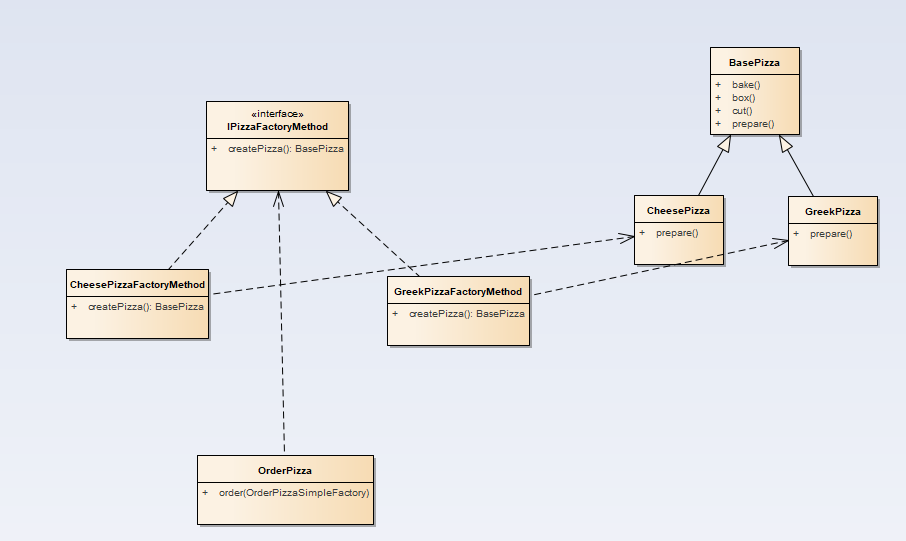 BasePizza
+ bake()
+ box()
+ cut()
+ prepare()
«interface»
IPizzaFactoryMethod
+ createPizza(): BasePizza
CheesePizza
+ prepare()
GreekPizza
+ prepare()
CheesePizzaFactoryMethod
+ createPizza(): BasePizza
GreekPizzaFactoryMethod
+ createPizza(): BasePizza
OrderPizza
+ order(OrderPizzaSimpleFactory)